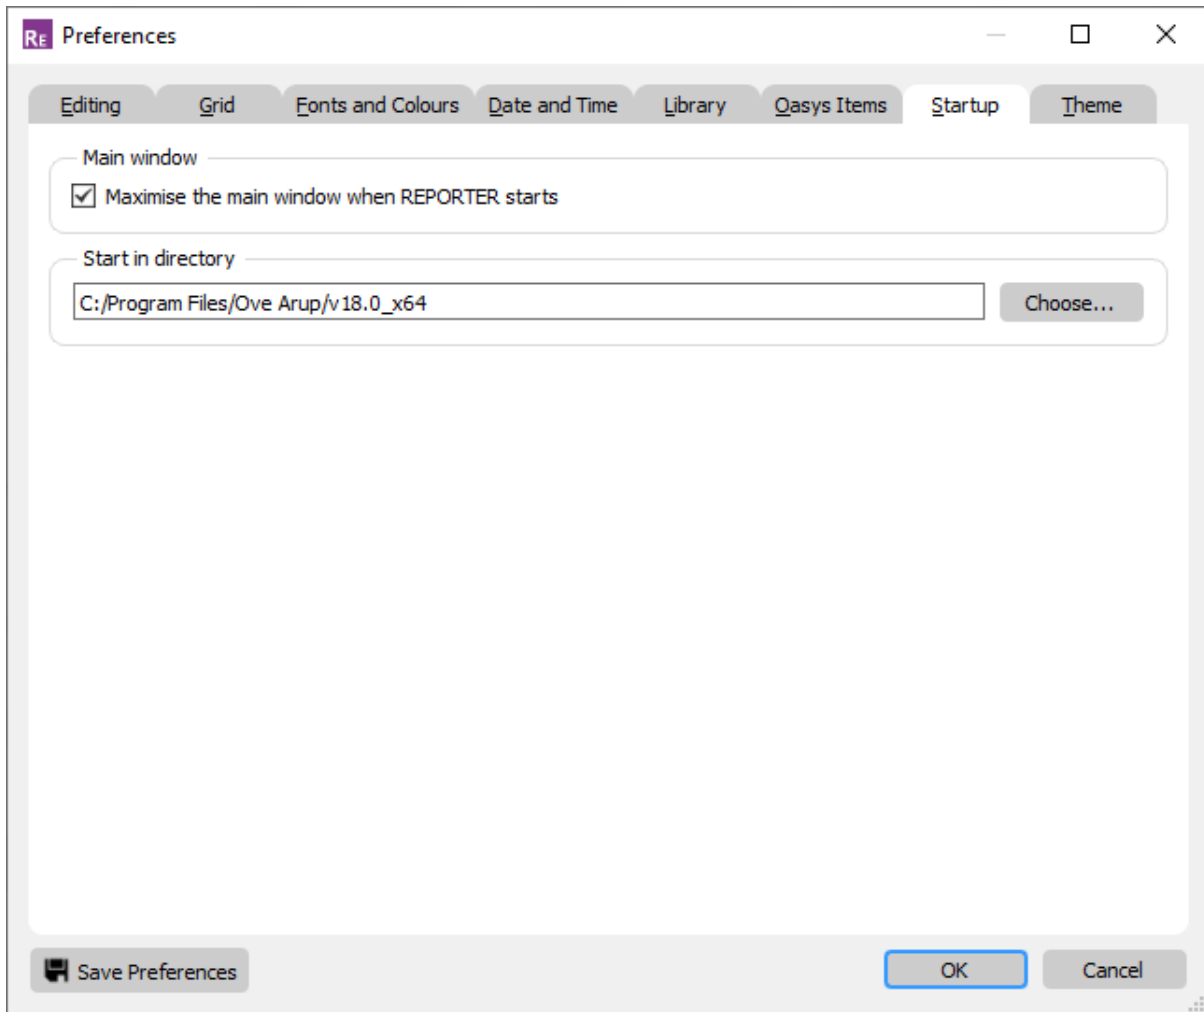 RE Preferences
Editing Grid Fonts and Colours Date and Time Library Oasys Items Startup Theme
Main window
Maximise the main window when REPORTER starts
Start in directory
C:/Program Files/Ove Arup/v18.0_x64 Choose...
Save Preferences OK Cancel